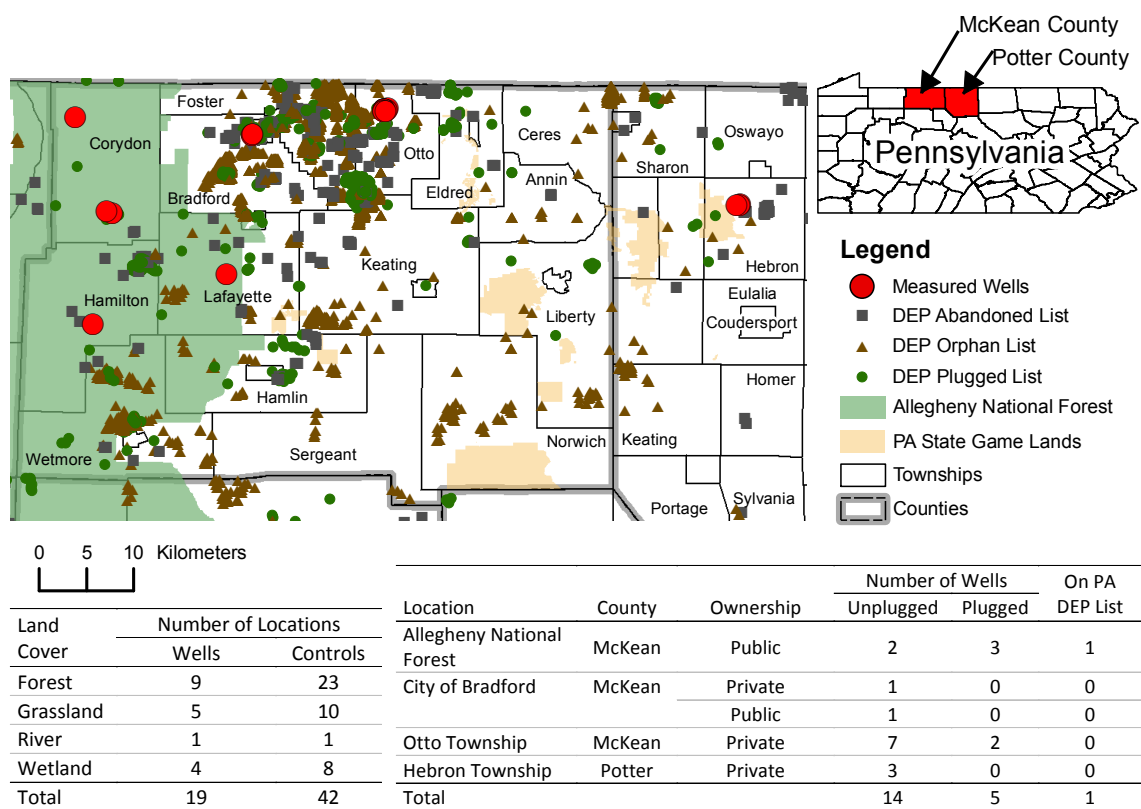 McKean County
Potter County
Pennsylvania
Foster
Corydon
Otto
Ceres
Oswayo
Sharon
Bradford
Eldred
Annin
Keating
Hebron
Hamilton
Lafayette
Liberty
Eulalia
Coudersport
Hamlin
Homer
Wetmore
Sergeant
Norwich
Keating
Portage
Sylvania
Legend
Measured Wells
DEP Abandoned List
DEP Orphan List
DEP Plugged List
Allegheny National Forest
PA State Game Lands
Townships
Counties
0 5 10 Kilometers
Land Cover Number of Locations
Wells Controls
Forest 9 23
Grassland 5 10
River 1 1
Wetland 4 8
Total 19 42
Number of Wells On PA
Location County Ownership Unplugged Plugged DEP List
Allegheny National
Forest McKean Public 2 3 1
City of Bradford McKean Private 1 0 0
Public 1 0 0
Otto Township McKean Private 7 2 0
Hebron Township Potter Private 3 0 0
Total 14 5 1